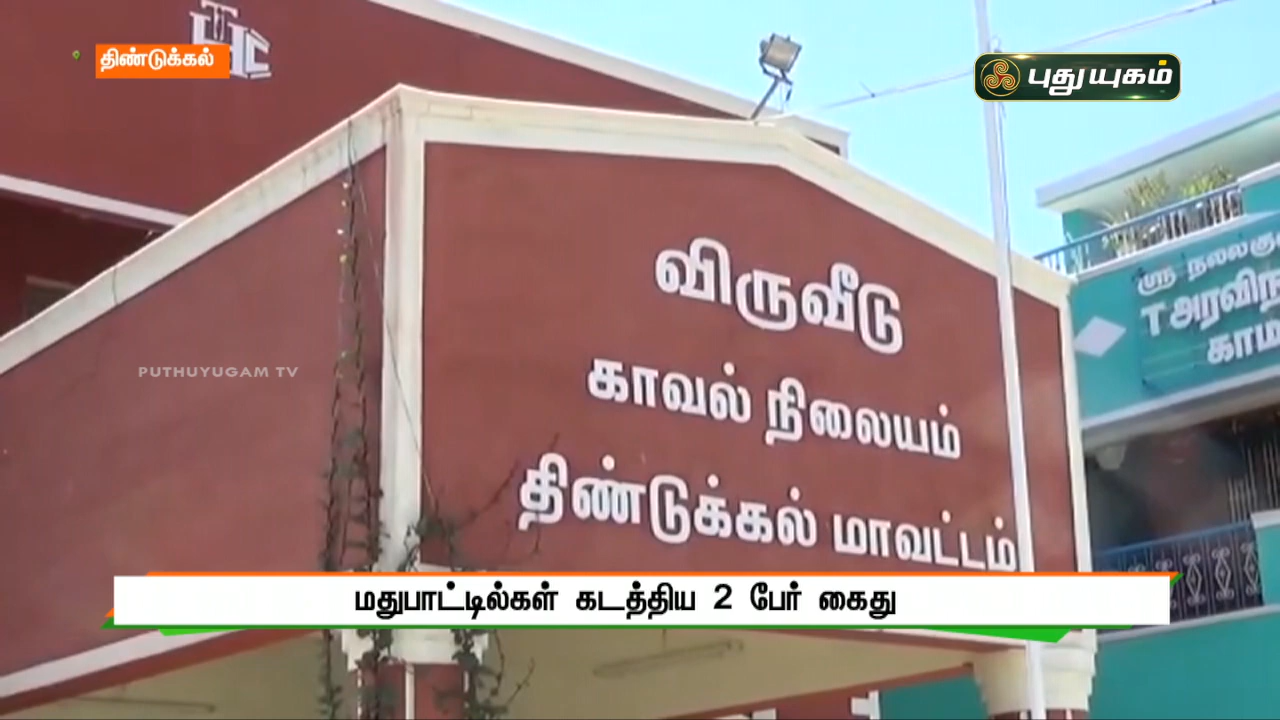 திண்டுக்கல்
புதுயுகம்
விருவீடு
காவல் நிலையம்
திண்டுக்கல் மாவட்டம்
PUTHUYUGAM TV
மதுபாட்டில்கள் கடத்திய 2 பேர் கைது